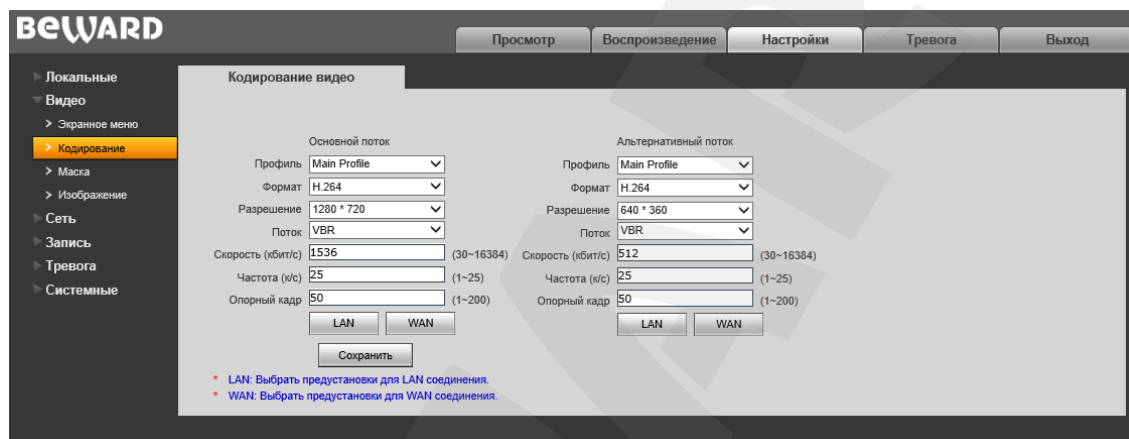 BEWARD
Просмотр Воспроизведение Настройки Тревога Выход
Локальные
Видео
Экранное меню
Кодирование
Маска
Изображение
Сеть
Запись
Тревога
Системные
Кодирование видео
Основной поток
Профиль Main Profile
Формат H.264
Разрешение 1280 * 720
Поток VBR
Скорость (кбит/с) 1536 (30~16384)
Частота (к/с) 25 (1~25)
Опорный кадр 50 (1~200)
LAN WAN
Сохранить
Альтернативный поток
Профиль Main Profile
Формат H.264
Разрешение 640 * 360
Поток VBR
Скорость (кбит/с) 512 (30~16384)
Частота (к/с) 25 (1~25)
Опорный кадр 50 (1~200)
LAN WAN
* LAN: Выбрать предустановки для LAN соединения.
* WAN: Выбрать предустановки для WAN соединения.